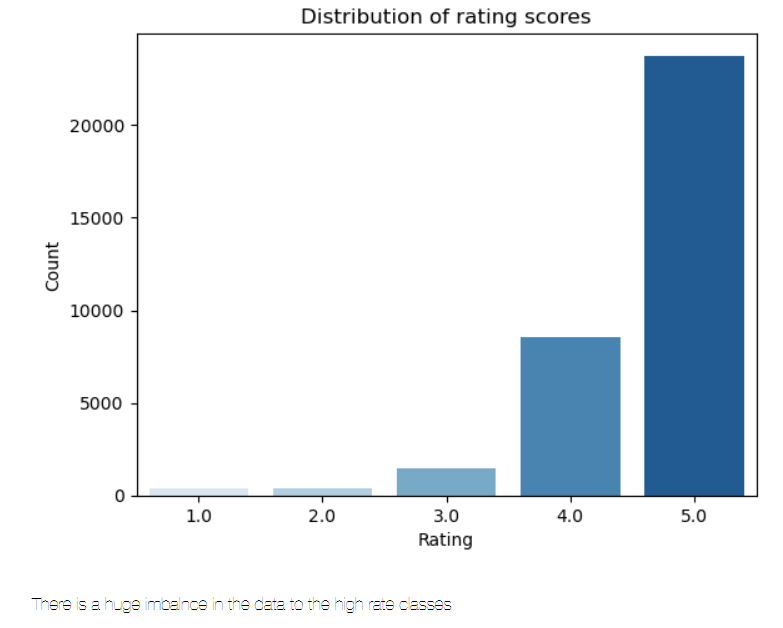 Distribution of rating scores
20000
15000
10000
5000
0
Count
1.0 2.0 3.0 4.0 5.0
Rating
There is a huge imbalnce in the data to the high rate classes